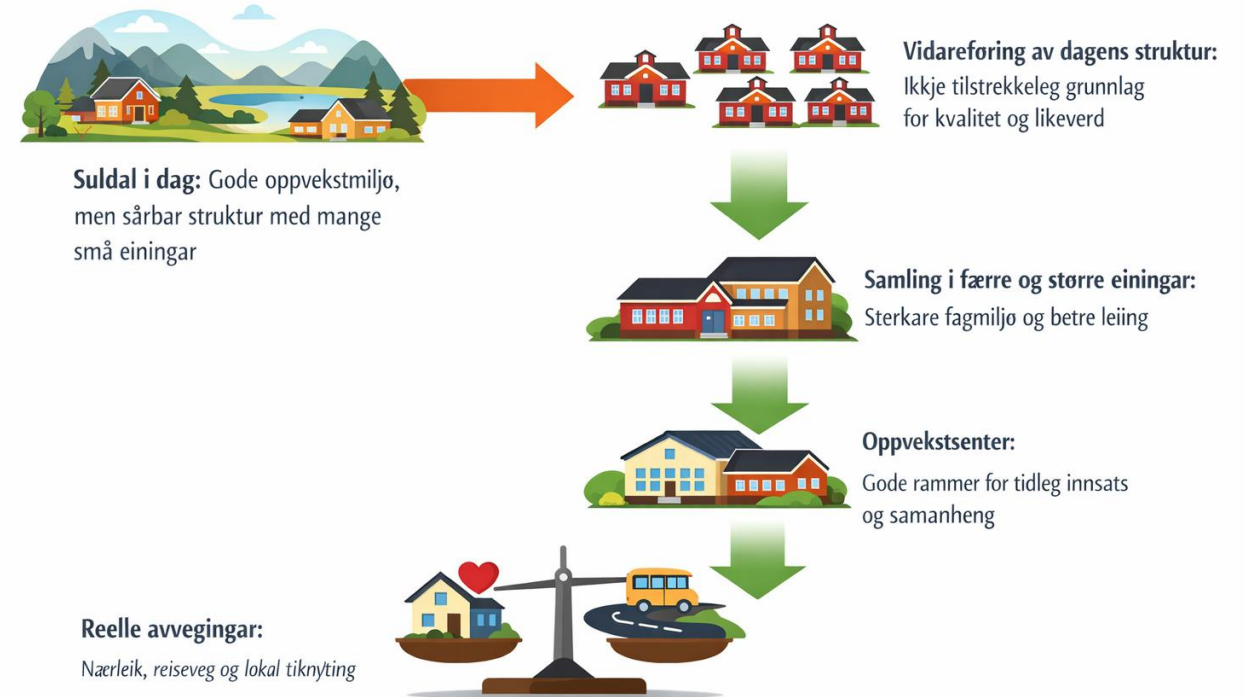 Suldal i dag: Gode oppvekstmiljø,
men sårbar struktur med mange
små einingar
Vidareføring av dagens struktur:
Ikkje tilstrekkeleg grunnlag
for kvalitet og likeverd
Samling i færre og større einingar:
Sterkare fagmiljø og betre leiing
Oppvekstsenter:
Gode rammer for tidleg innsats
og samanheng
Reelle avvegingar:
Nærleik, reiseveg og lokal tiknyting